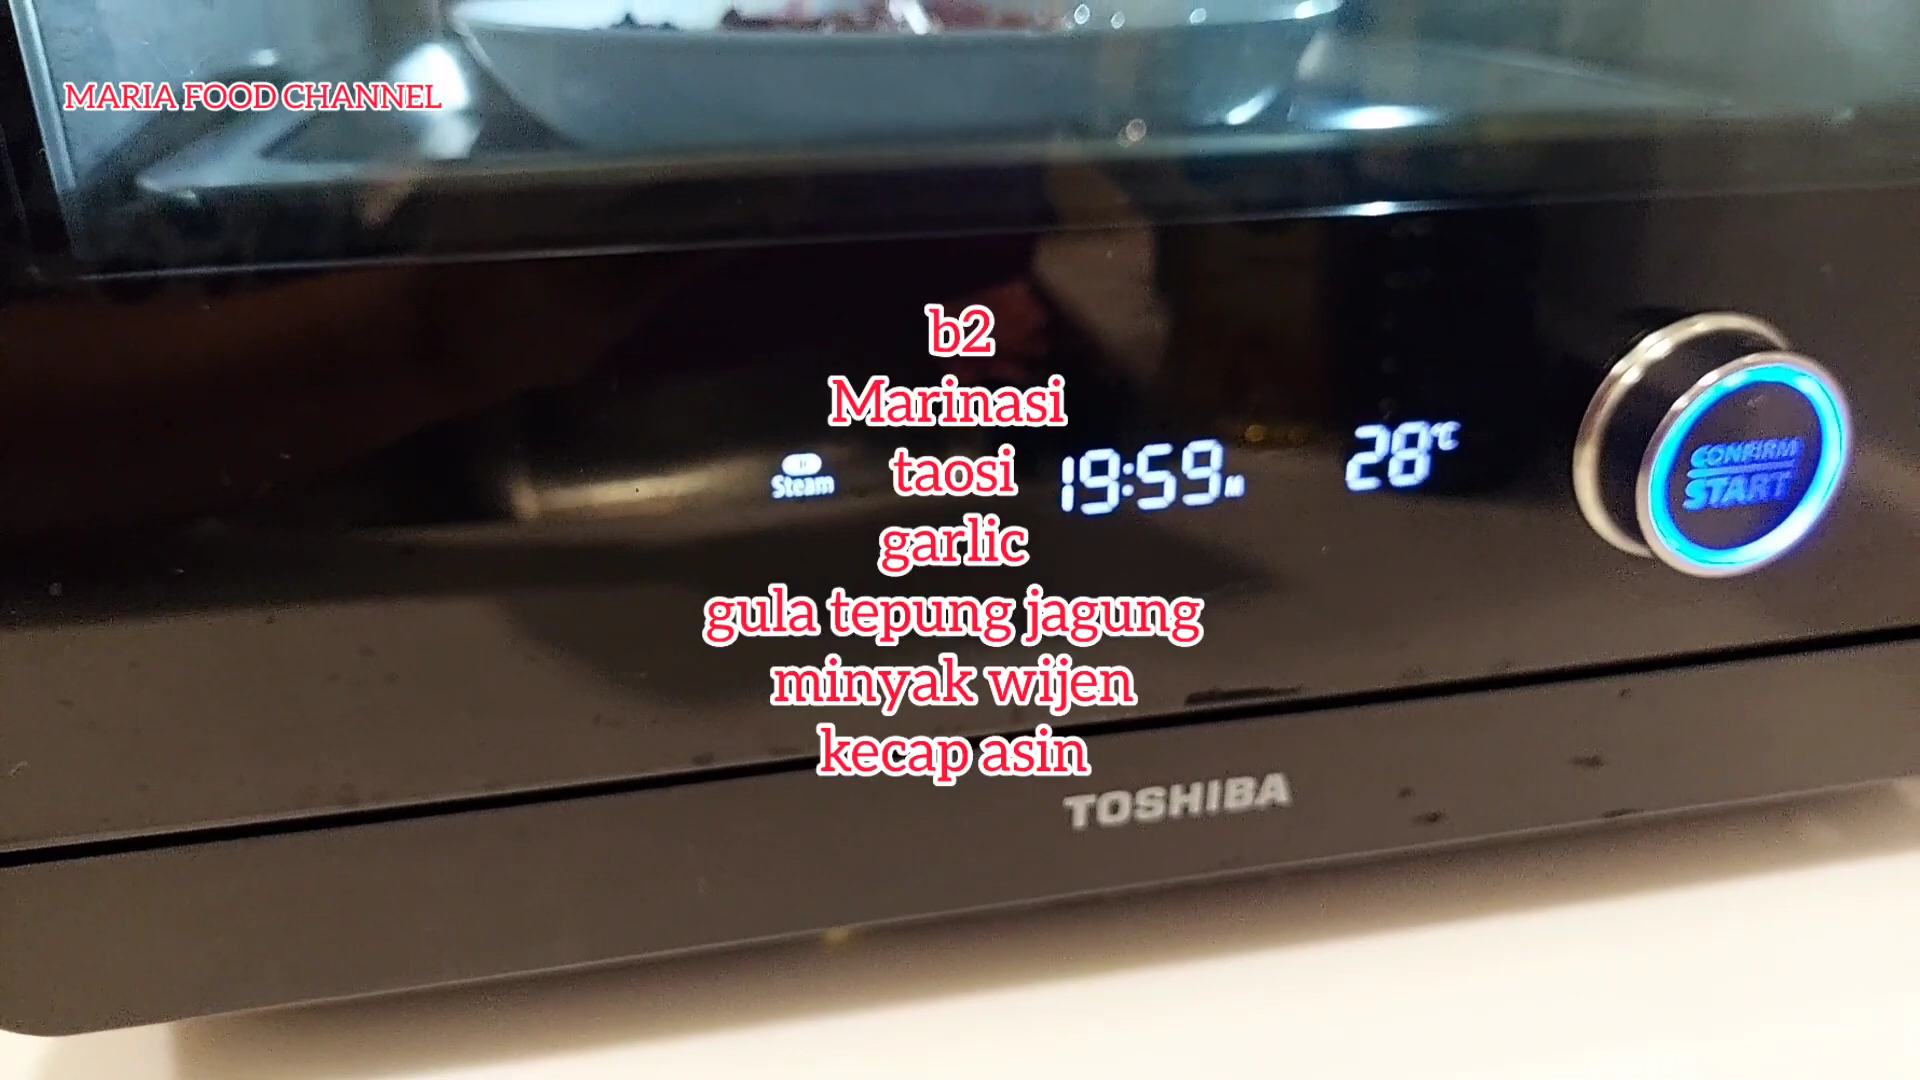 MARIA FOOD CHANNEL
b2
Marinasi
taosi
garlic
gula tepung jagung
minyak wijen
kecap asin
Steam
19:59 M
28°C
CONFIRM
START
TOSHIBA